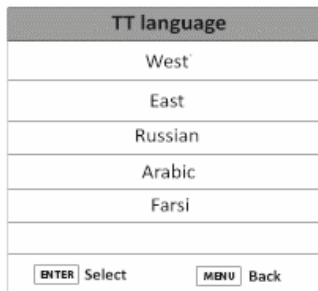 TT language
West
East
Russian
Arabic
Farsi
ENTER Select MENU Back